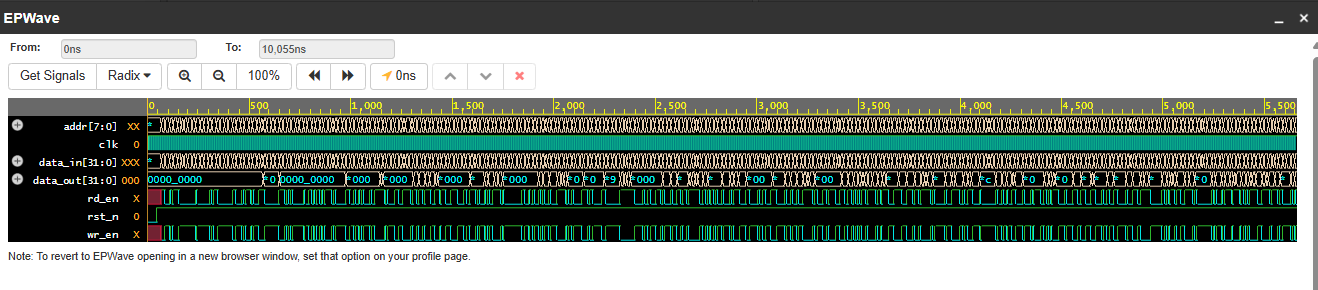 EPWave
From: 0ns To: 10,055ns
Get Signals Radix 100% 0ns
0 500 1,000 1,500 2,000 2,500 3,000 3,500 4,000 4,500 5,000 5,500
addr[7:0] XX *
clk 0
data_in[31:0] XXX *
data_out[31:0] 000 0000_0000 *0 0000_0000 *000 *000 * *000 *0 *0 *9 *000 * * *00 * *00 * * *c *0 *0 * * * * *0 *
rd_en X
rst_n 0
wr_en X
Note: To revert to EPWave opening in a new browser window, set that option on your profile page.